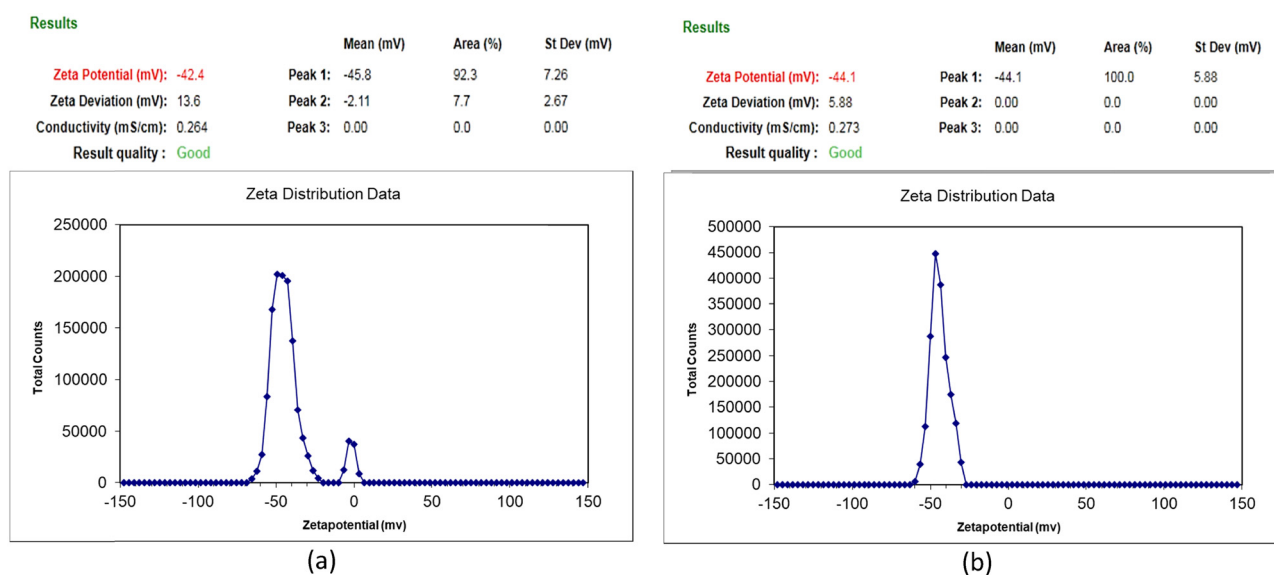 Results
Mean (mV) Area (%) St Dev (mV)
Zeta Potential (mV): -42.4 Peak 1: -45.8 92.3 7.26
Zeta Deviation (mV): 13.6 Peak 2: -2.11 7.7 2.67
Conductivity (mS/cm): 0.264 Peak 3: 0.00 0.0 0.00
Result quality : Good
Zeta Distribution Data
250000
200000
150000
100000
50000
0
Total Counts
-150 -100 -50 0 50 100 150
Zetapotential (mv)
(a)
Results
Mean (mV) Area (%) St Dev (mV)
Zeta Potential (mV): -44.1 Peak 1: -44.1 100.0 5.88
Zeta Deviation (mV): 5.88 Peak 2: 0.00 0.0 0.00
Conductivity (mS/cm): 0.273 Peak 3: 0.00 0.0 0.00
Result quality : Good
Zeta Distribution Data
500000
450000
400000
350000
300000
250000
200000
150000
100000
50000
0
Total Counts
-150 -100 -50 0 50 100 150
Zetapotential (mv)
(b)